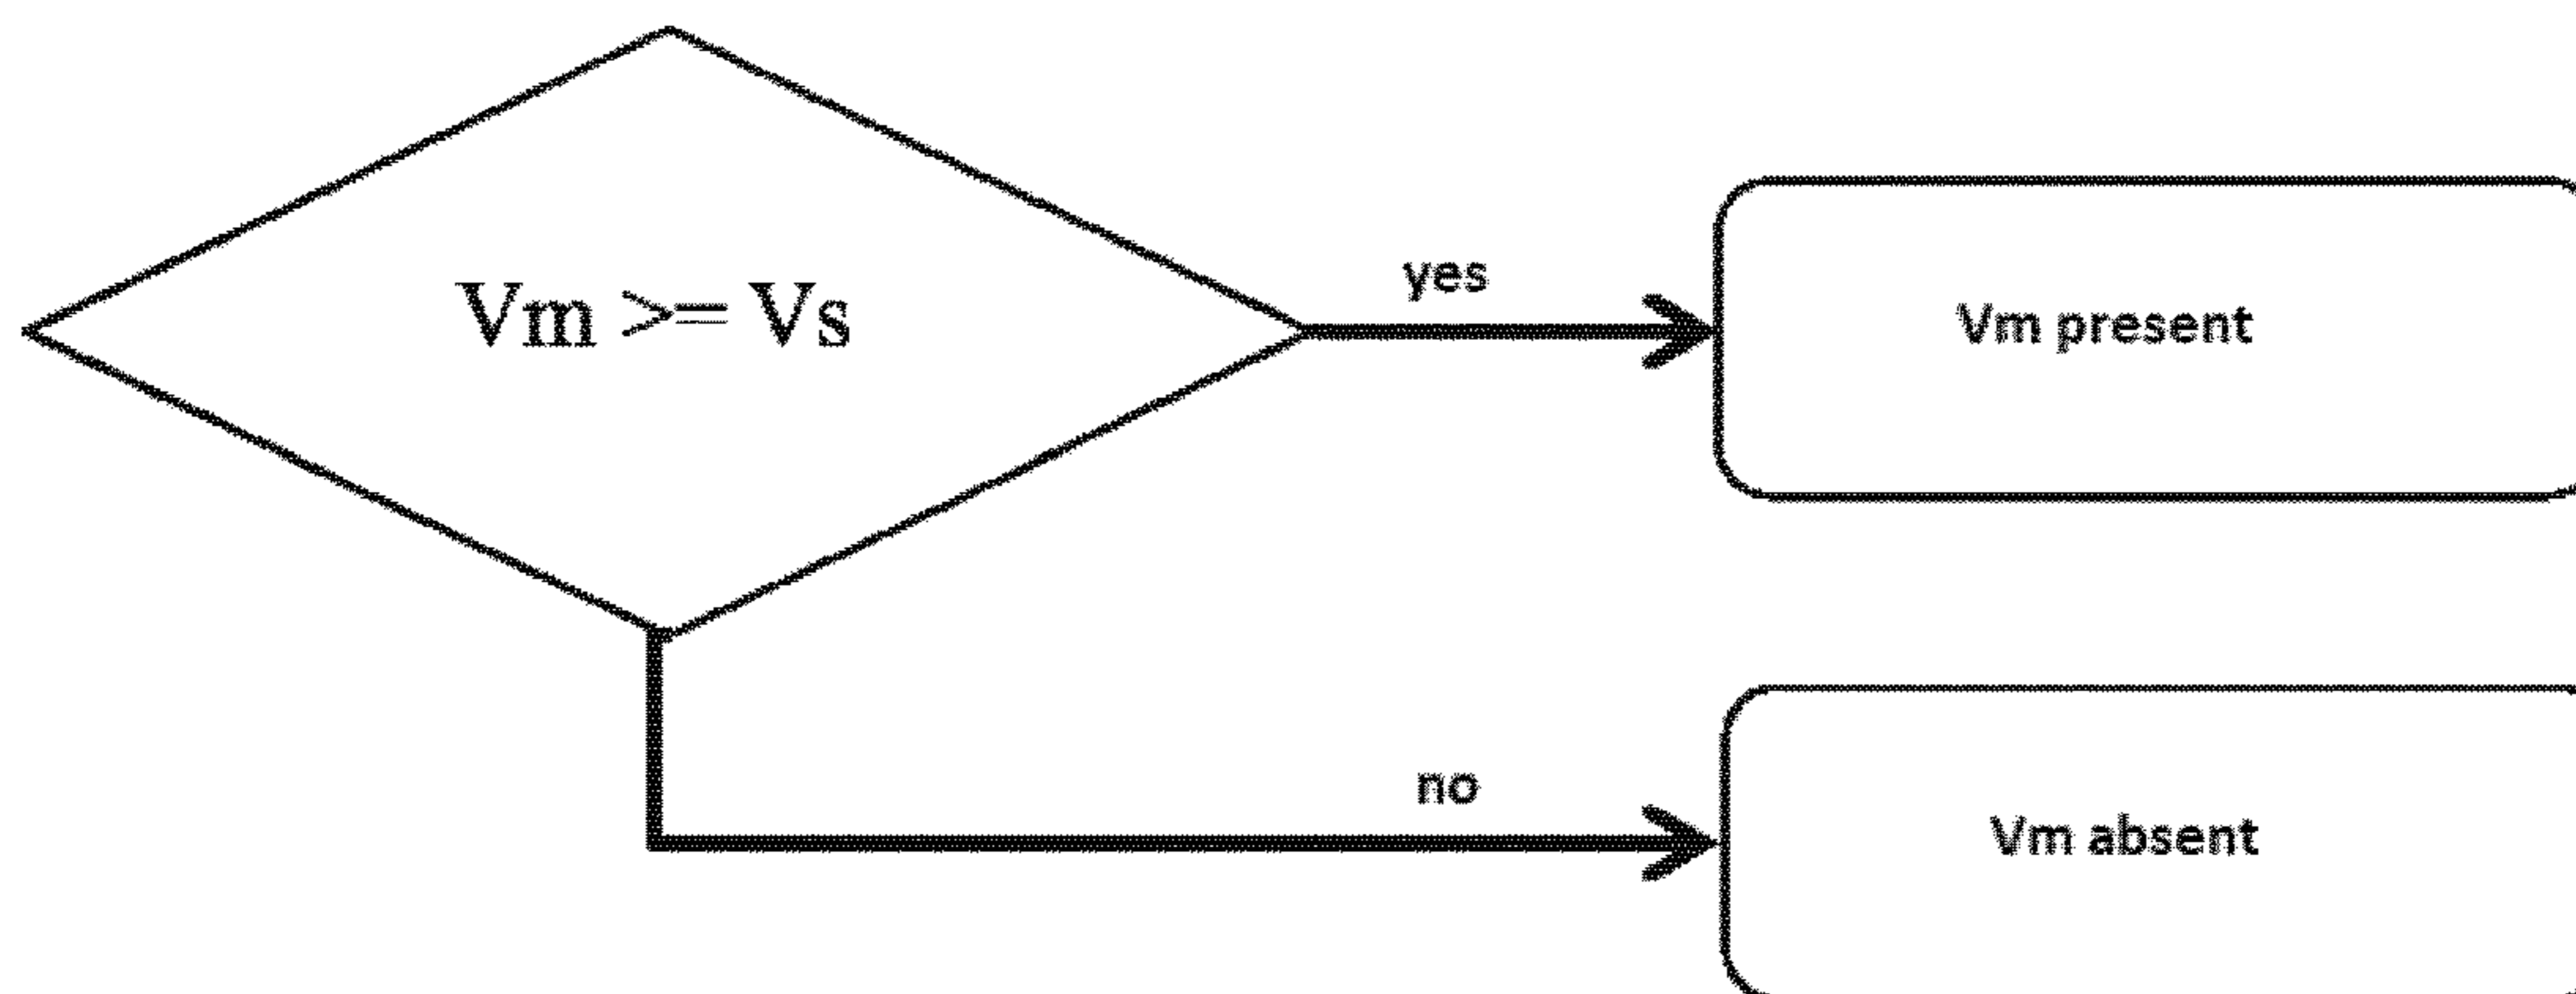 Vm >= Vs
yes
Vm present
no
Vm absent